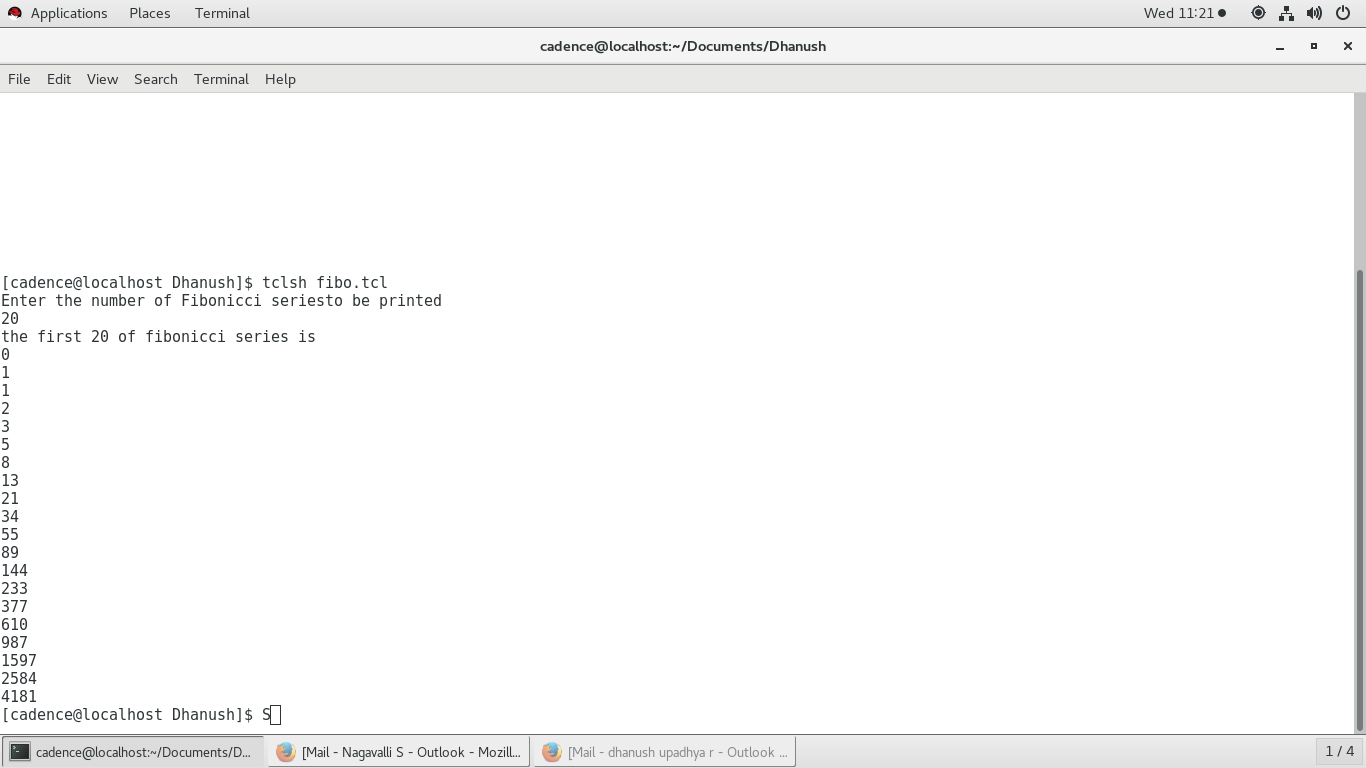 Applications Places Terminal Wed 11:21
cadence@localhost:~/Documents/Dhanush
File Edit View Search Terminal Help
[cadence@localhost Dhanush]$ tclsh fibo.tcl
Enter the number of Fibonicci seriesto be printed
20
the first 20 of fibonicci series is
0
1
1
2
3
5
8
13
21
34
55
89
144
233
377
610
987
1597
2584
4181
[cadence@localhost Dhanush]$ S
cadence@localhost:~/Documents/D... [Mail - Nagavalli S - Outlook - Mozill... [Mail - dhanush upadhya r - Outlook ... 1 / 4